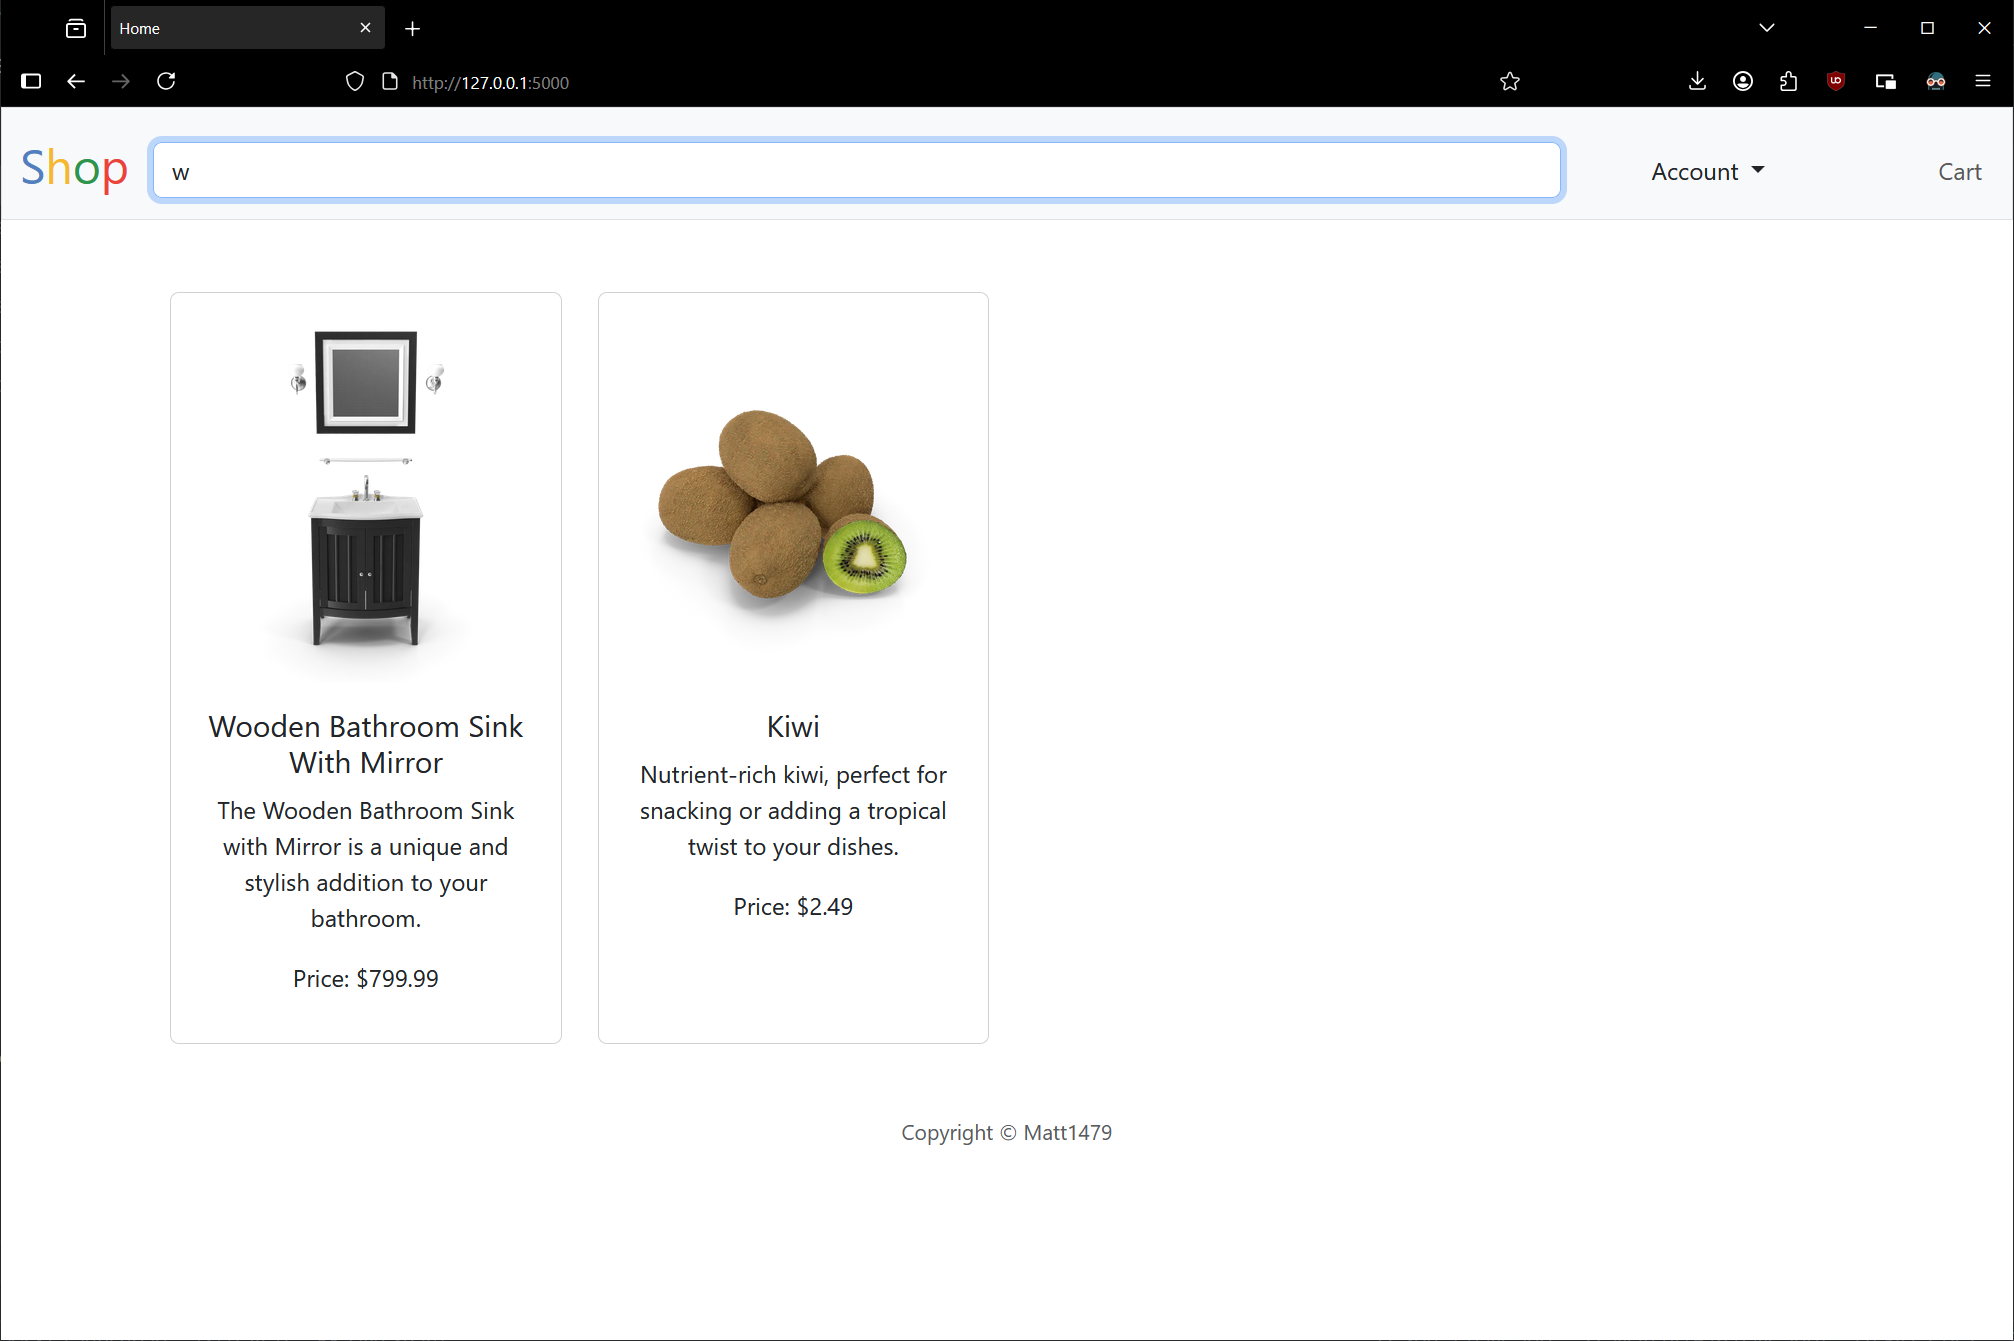 Home
http://127.0.0.1:5000
Shop
w
Account
Cart
Wooden Bathroom Sink
With Mirror
The Wooden Bathroom Sink
with Mirror is a unique and
stylish addition to your
bathroom.
Price: $799.99
Kiwi
Nutrient-rich kiwi, perfect for
snacking or adding a tropical
twist to your dishes.
Price: $2.49
Copyright © Matt1479